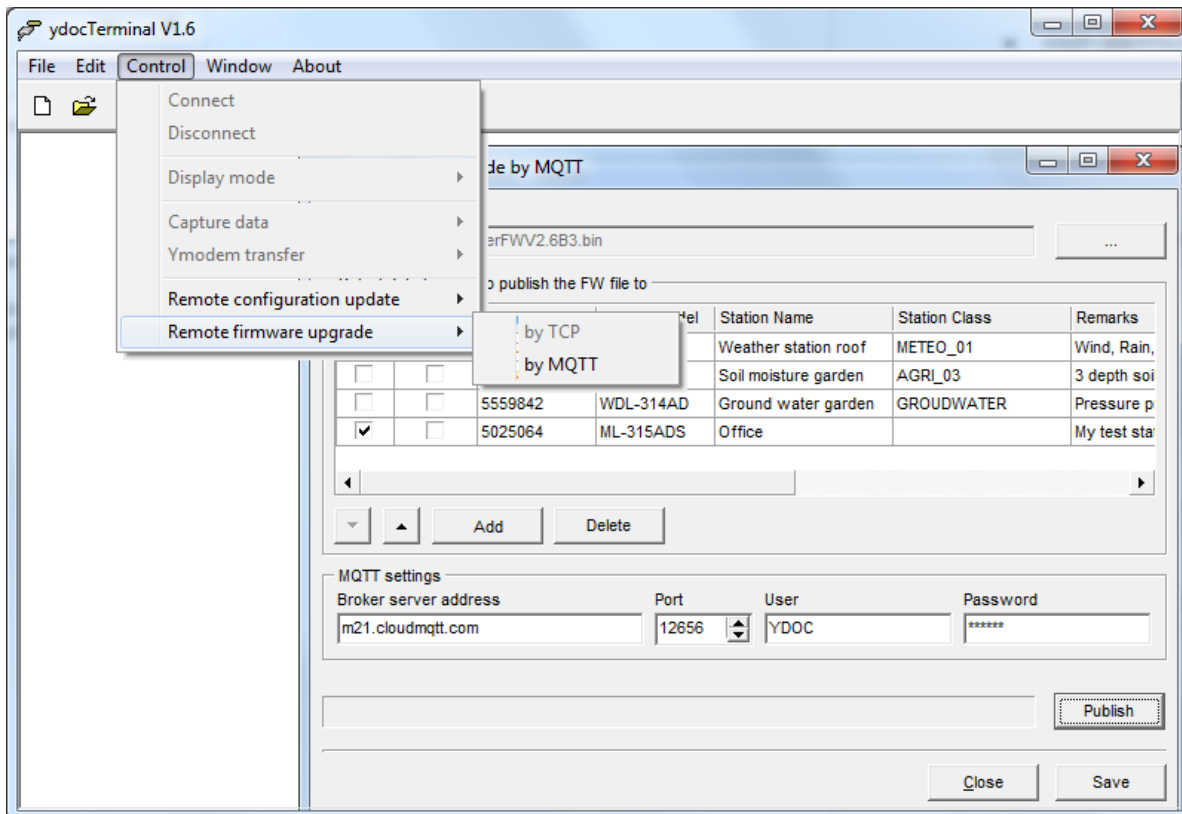 ydocTerminal V1.6
File Edit Control Window About
Connect
Disconnect
Display mode
Capture data
Ymodem transfer
Remote configuration update
Remote firmware upgrade
by TCP
by MQTT
by MQTT
erFWV2.6B3.bin
...
publish the FW file to
Station Name Station Class Remarks
Weather station roof METEO_01 Wind, Rain,
Soil moisture garden AGRI_03 3 depth soi
5559842 WDL-314AD Ground water garden GROUDWATER Pressure p
5025064 ML-315ADS Office My test sta
Add Delete
MQTT settings
Broker server address Port User Password
m21.cloudmqtt.com 12656 YDOC ******
Publish
Close Save